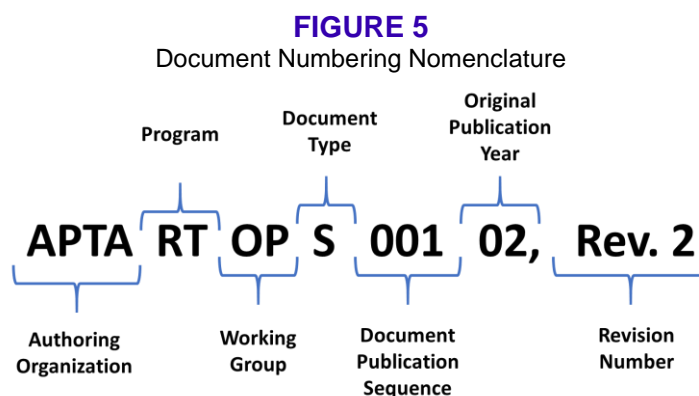 FIGURE 5
Document Numbering Nomenclature
Program
Document
Type
Original
Publication
Year
APTA RT OP S 001 02, Rev. 2
Authoring
Organization
Working
Group
Document
Publication
Sequence
Revision
Number